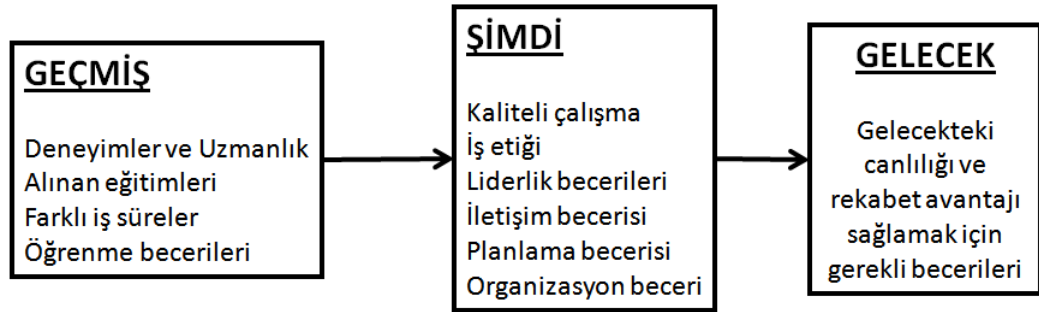 GEÇMİŞ
Deneyimler ve Uzmanlık
Alınan eğitimleri
Farklı iş süreler
Öğrenme becerileri
ŞİMDİ
Kaliteli çalışma
İş etiği
Liderlik becerileri
İletişim becerisi
Planlama becerisi
Organizasyon beceri
GELECEK
Gelecekteki
canlılığı ve
rekabet avantajı
sağlamak için
gerekli becerileri